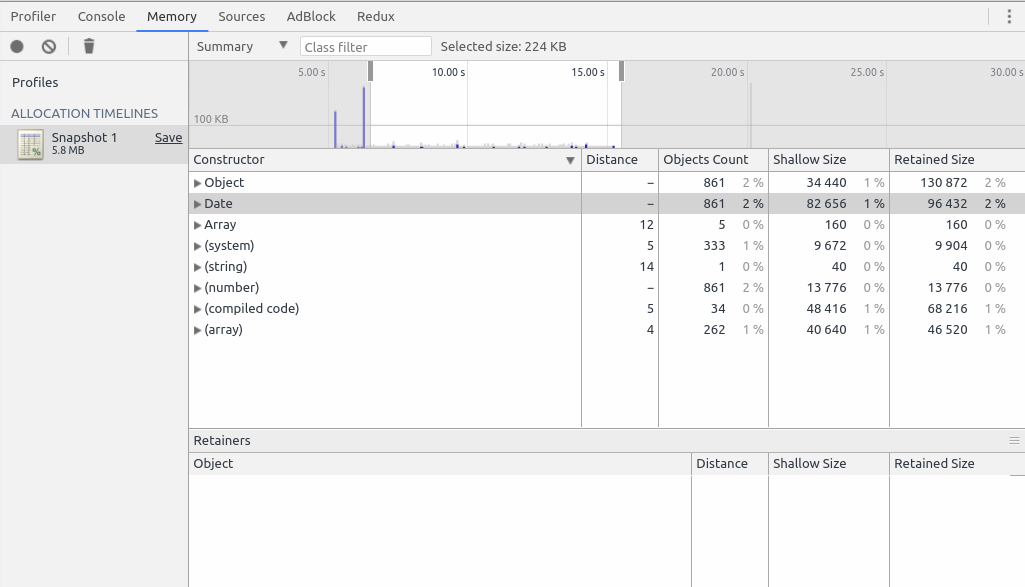 Profiler Console Memory Sources AdBlock Redux
Summary Class filter Selected size: 224 KB
Profiles
ALLOCATION TIMELINES
Snapshot 1 Save
5.8 MB
5.00 s 10.00 s 15.00 s 20.00 s 25.00 s 30.00 s
100 KB
Constructor Distance Objects Count Shallow Size Retained Size
Object – 861 2 % 34 440 1 % 130 872 2 %
Date – 861 2 % 82 656 1 % 96 432 2 %
Array 12 5 0 % 160 0 % 160 0 %
(system) 5 333 1 % 9 672 0 % 9 904 0 %
(string) 14 1 0 % 40 0 % 40 0 %
(number) – 861 2 % 13 776 0 % 13 776 0 %
(compiled code) 5 34 0 % 48 416 1 % 68 216 1 %
(array) 4 262 1 % 40 640 1 % 46 520 1 %
Retainers
Object Distance Shallow Size Retained Size